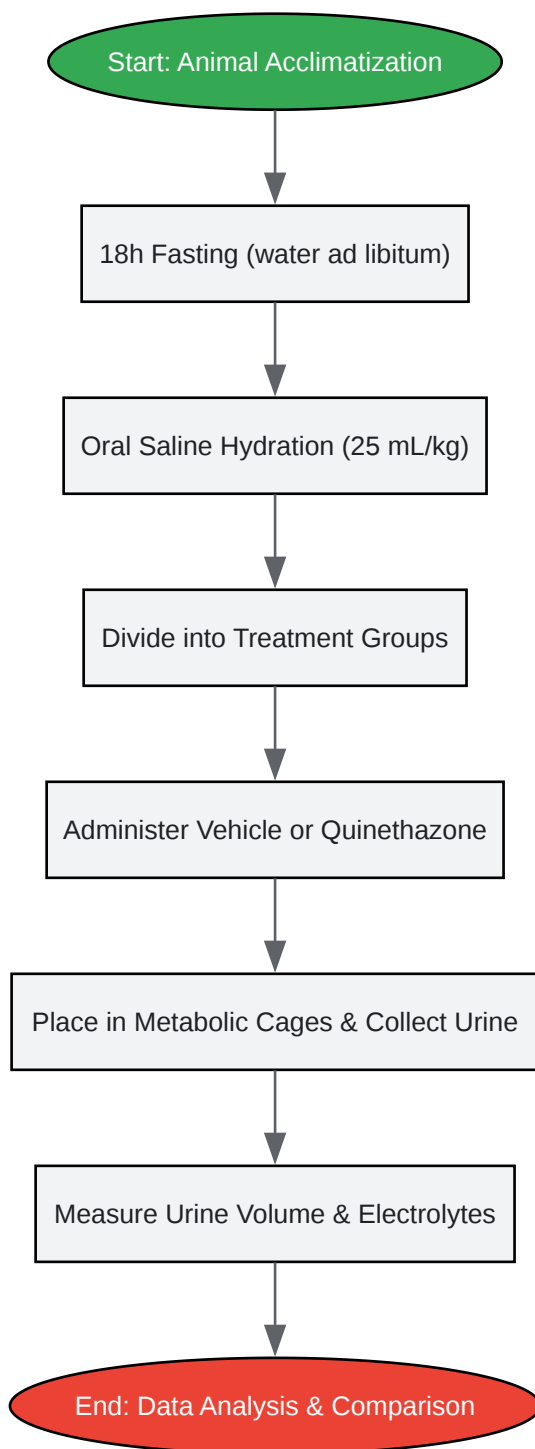 Start: Animal Acclimatization
18h Fasting (water ad libitum)
Oral Saline Hydration (25 mL/kg)
Divide into Treatment Groups
Administer Vehicle or Quinethazone
Place in Metabolic Cages & Collect Urine
Measure Urine Volume & Electrolytes
End: Data Analysis & Comparison